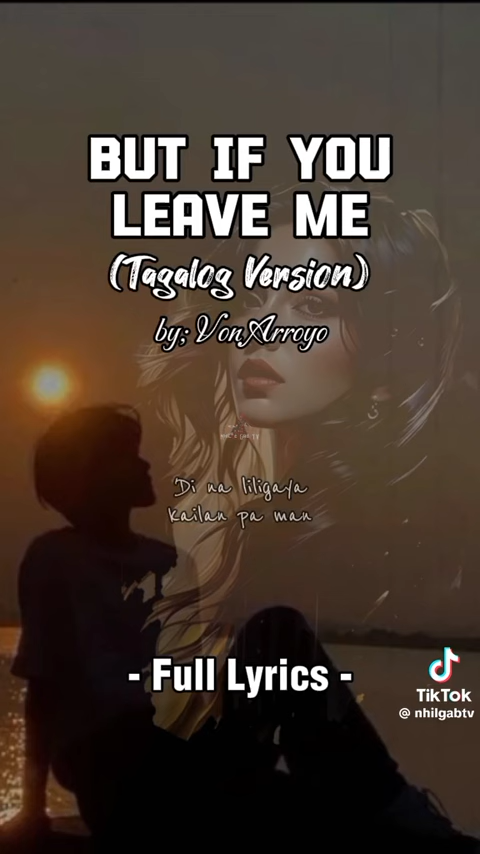 BUT IF YOU
LEAVE ME
(Tagalog Version)
by; VonArroyo
'Di na liligaya
kailan pa man
- Full Lyrics -
TikTok
@ nhilgabtv